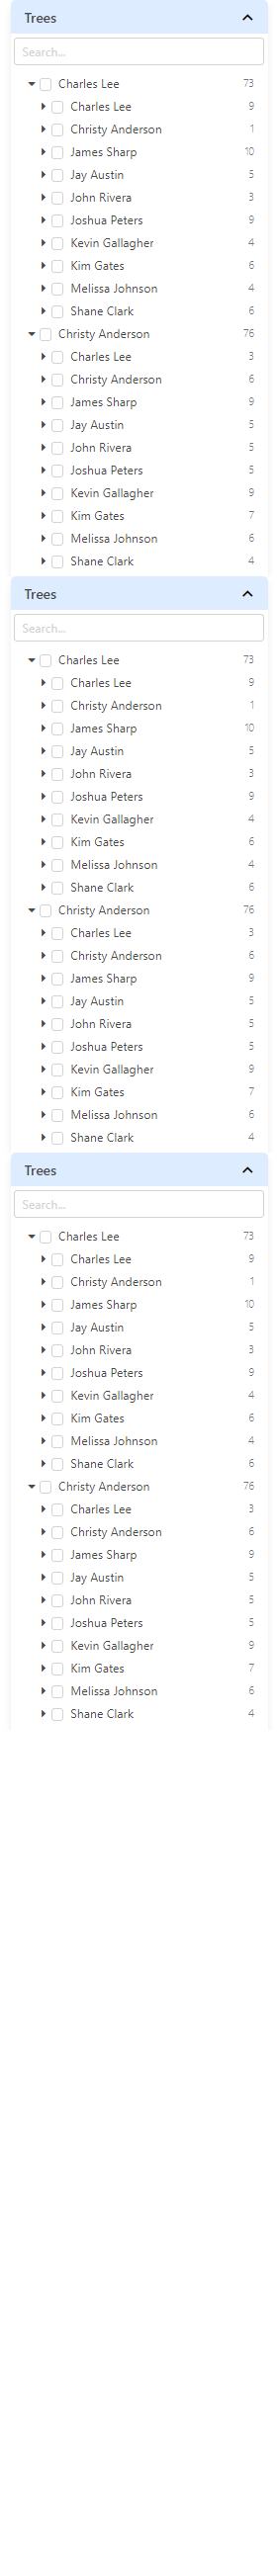 Trees
Search...
Charles Lee 73
Charles Lee 9
Christy Anderson 1
James Sharp 10
Jay Austin 5
John Rivera 3
Joshua Peters 9
Kevin Gallagher 4
Kim Gates 6
Melissa Johnson 4
Shane Clark 6
Christy Anderson 76
Charles Lee 3
Christy Anderson 6
James Sharp 9
Jay Austin 5
John Rivera 5
Joshua Peters 5
Kevin Gallagher 9
Kim Gates 7
Melissa Johnson 6
Shane Clark 4
Trees
Search...
Charles Lee 73
Charles Lee 9
Christy Anderson 1
James Sharp 10
Jay Austin 5
John Rivera 3
Joshua Peters 9
Kevin Gallagher 4
Kim Gates 6
Melissa Johnson 4
Shane Clark 6
Christy Anderson 76
Charles Lee 3
Christy Anderson 6
James Sharp 9
Jay Austin 5
John Rivera 5
Joshua Peters 5
Kevin Gallagher 9
Kim Gates 7
Melissa Johnson 6
Shane Clark 4
Trees
Search...
Charles Lee 73
Charles Lee 9
Christy Anderson 1
James Sharp 10
Jay Austin 5
John Rivera 3
Joshua Peters 9
Kevin Gallagher 4
Kim Gates 6
Melissa Johnson 4
Shane Clark 6
Christy Anderson 76
Charles Lee 3
Christy Anderson 6
James Sharp 9
Jay Austin 5
John Rivera 5
Joshua Peters 5
Kevin Gallagher 9
Kim Gates 7
Melissa Johnson 6
Shane Clark 4